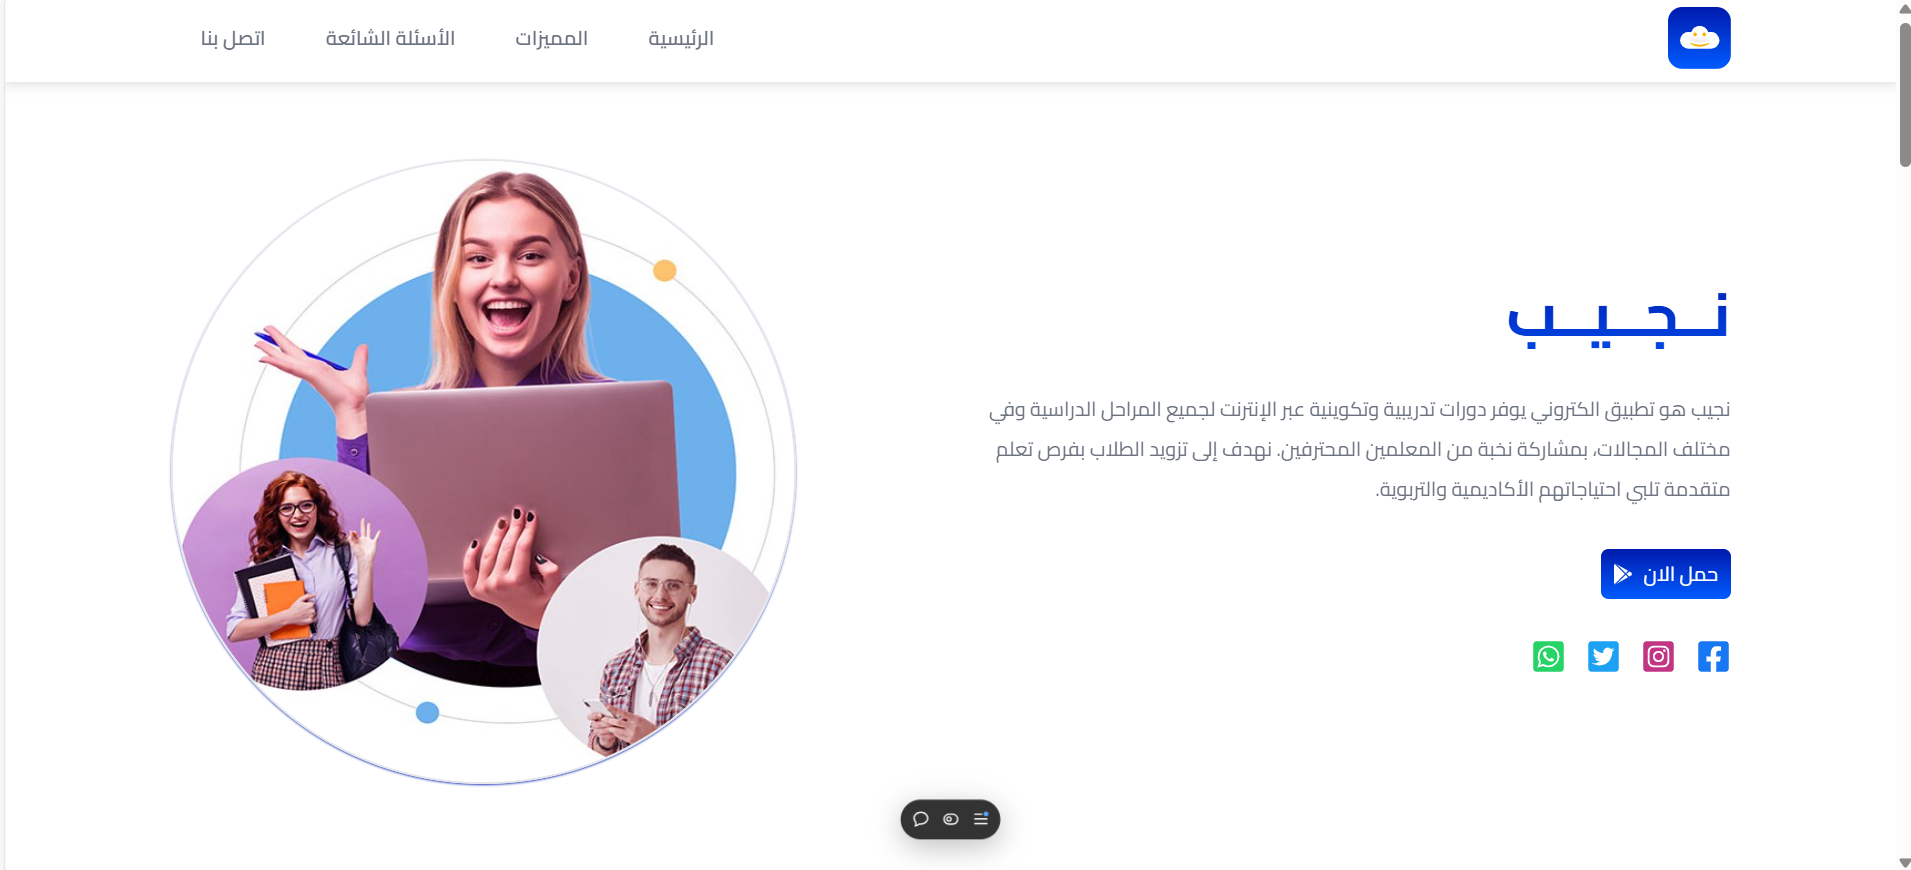 الرئيسية
المميزات
الأسئلة الشائعة
اتصل بنا
نـــجـــيـــب
نجيب هو تطبيق الكتروني يوفر دورات تدريبية وتكوينية عبر الإنترنت لجميع المراحل الدراسية وفي
مختلف المجالات، بمشاركة نخبة من المعلمين المحترفين. نهدف إلى تزويد الطلاب بفرص تعلم
متقدمة تلبي احتياجاتهم الأكاديمية والتربوية.
حمل الان